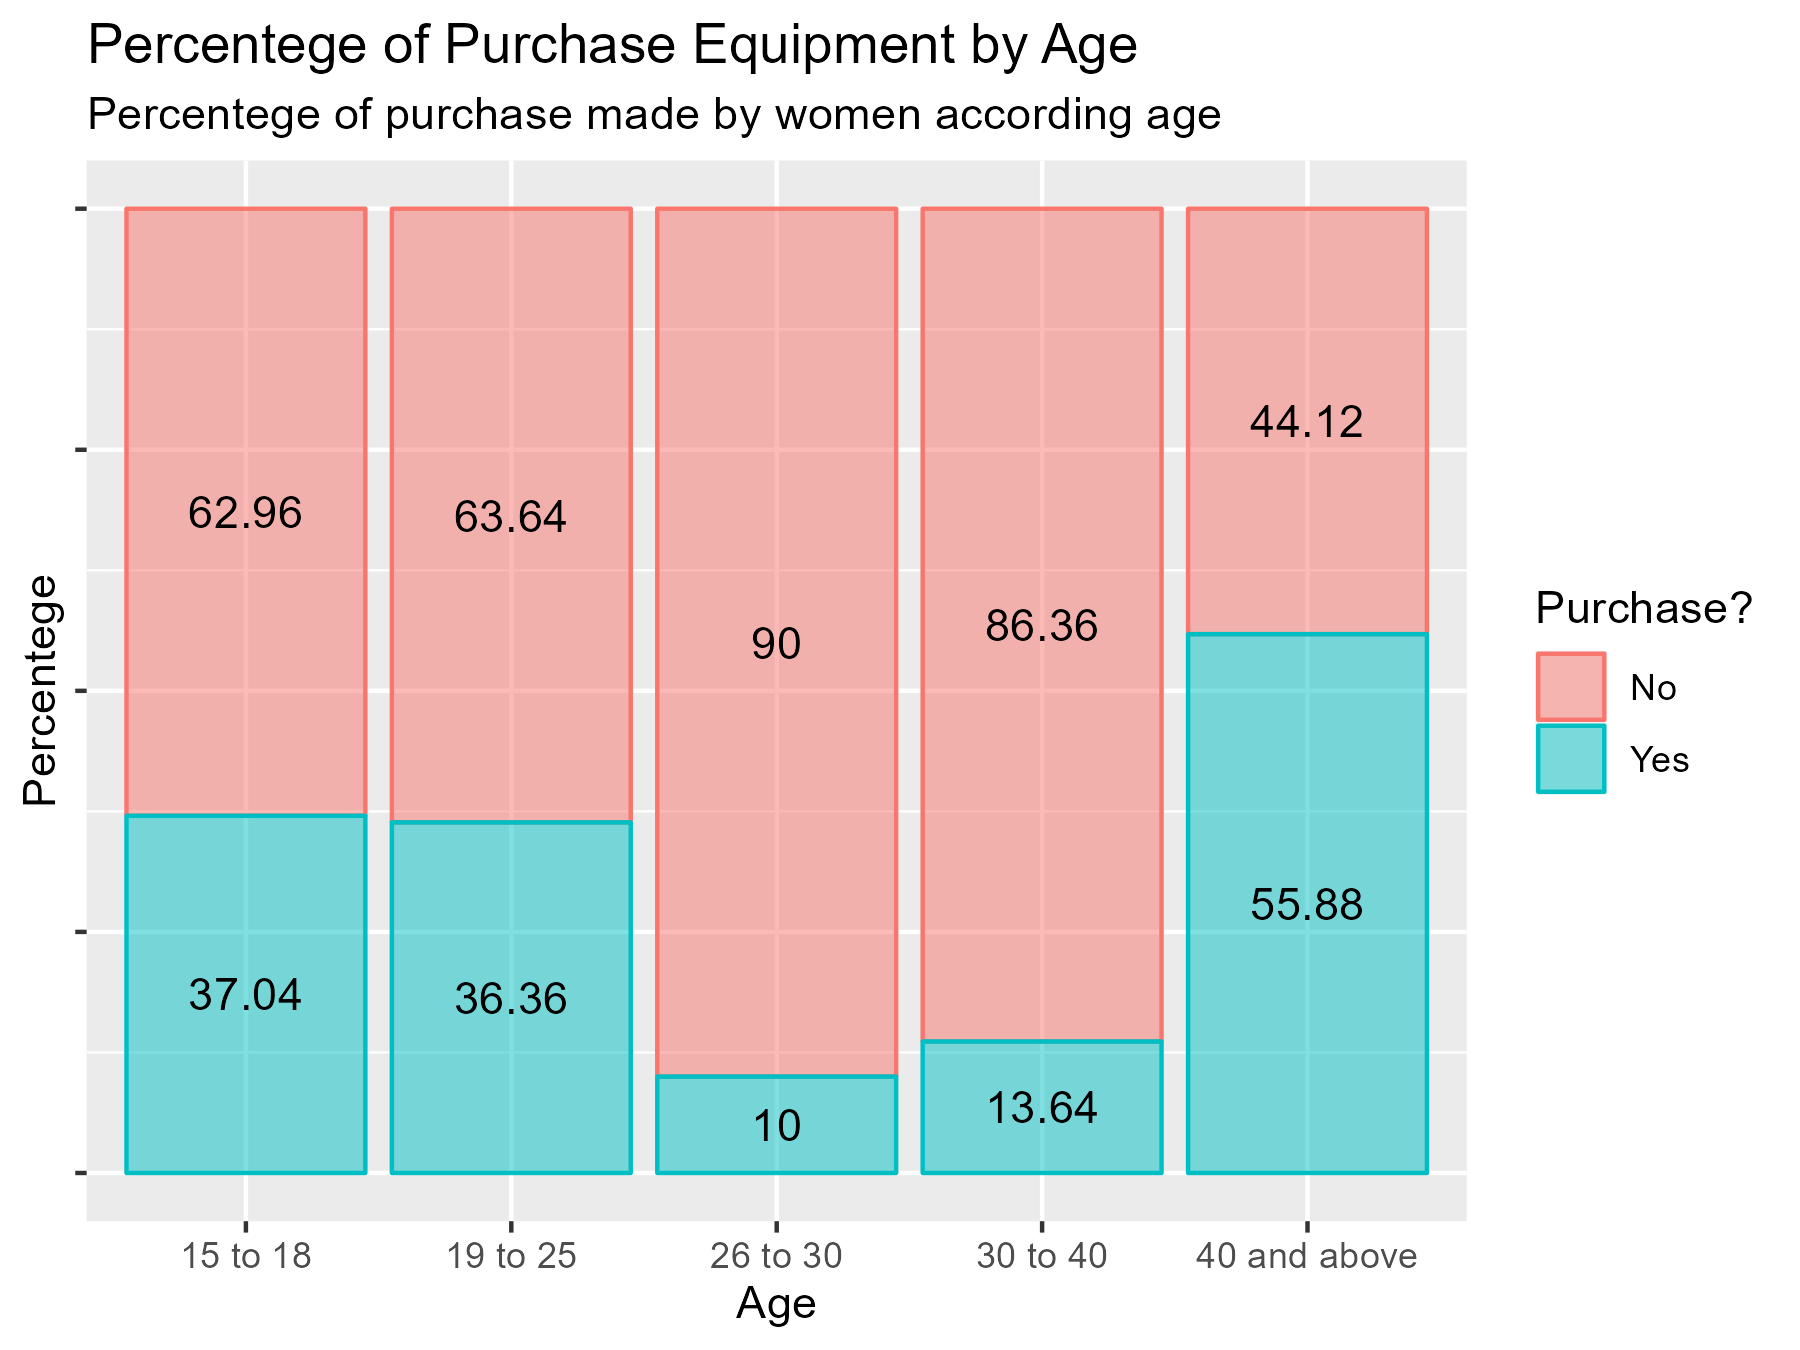 Percentege of Purchase Equipment by Age
Percentege of purchase made by women according age
Percentege
62.96
63.64
90
86.36
44.12
37.04
36.36
10
13.64
55.88
15 to 18
19 to 25
26 to 30
30 to 40
40 and above
Age
Purchase?
No
Yes